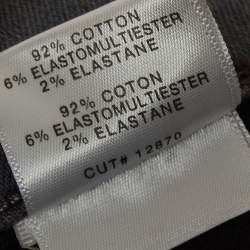 92% COTTON
6% ELASTOMULTIESTER
2% ELASTANE
92% COTON
6% ELASTOMULTIESTER
2% ELASTANE
CUT# 12870